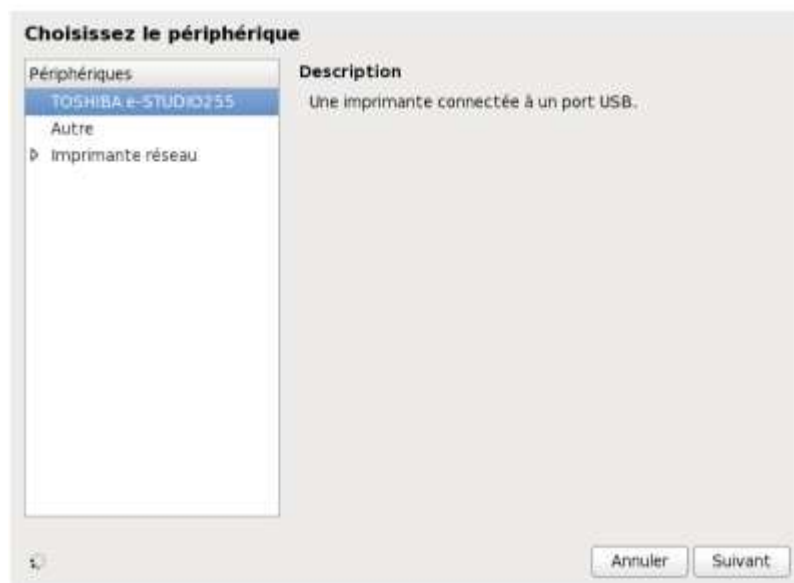 Choisissez le périphérique
Périphériques
TOSHIBA e-STUDIO255
Autre
Imprimante réseau
Description
Une imprimante connectée à un port USB.
Annuler
Suivant